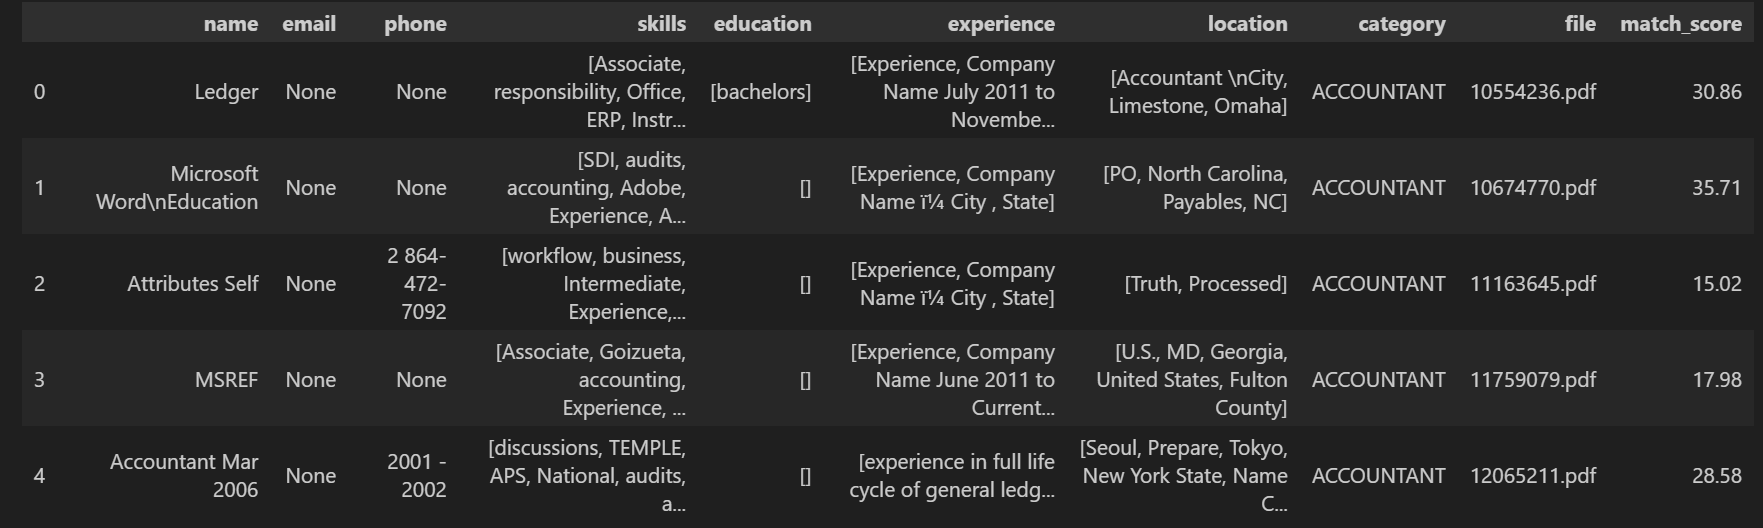 name email phone skills education experience location category file match_score
0 Ledger None None [Associate, responsibility, Office, ERP, Instr... [bachelors] [Experience, Company Name July 2011 to Novembe... [Accountant \nCity, Limestone, Omaha] ACCOUNTANT 10554236.pdf 30.86
1 Microsoft Word\nEducation None None [SDI, audits, accounting, Adobe, Experience, A... [] [Experience, Company Name ï¼ City , State] [PO, North Carolina, Payables, NC] ACCOUNTANT 10674770.pdf 35.71
2 Attributes Self None 2 864-472-7092 [workflow, business, Intermediate, Experience,... [] [Experience, Company Name ï¼ City , State] [Truth, Processed] ACCOUNTANT 11163645.pdf 15.02
3 MSREF None None [Associate, Goizueta, accounting, Experience, ... [] [Experience, Company Name June 2011 to Current... [U.S., MD, Georgia, United States, Fulton County] ACCOUNTANT 11759079.pdf 17.98
4 Accountant Mar 2006 None 2001 - 2002 [discussions, TEMPLE, APS, National, audits, a... [] [experience in full life cycle of general ledg... [Seoul, Prepare, Tokyo, New York State, Name C... ACCOUNTANT 12065211.pdf 28.58